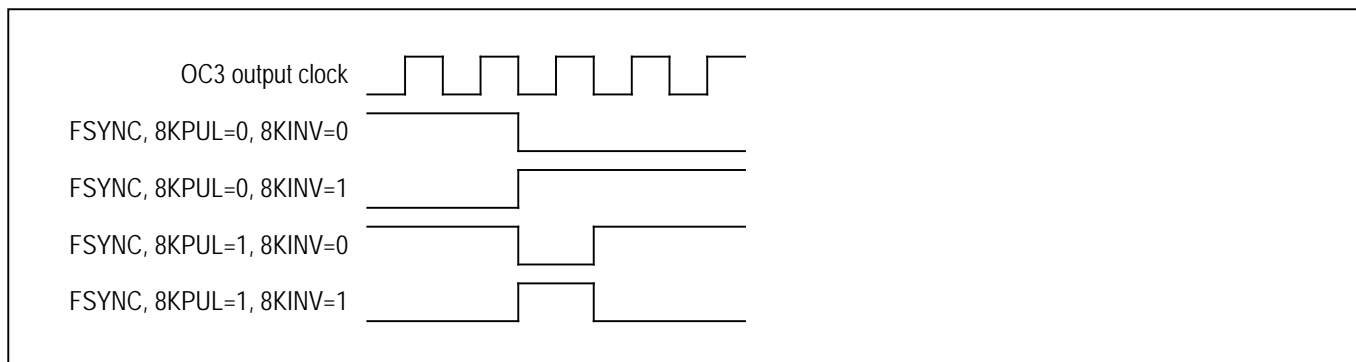 OC3 output clock
FSYNC, 8KPUL=0, 8KINV=0
FSYNC, 8KPUL=0, 8KINV=1
FSYNC, 8KPUL=1, 8KINV=0
FSYNC, 8KPUL=1, 8KINV=1